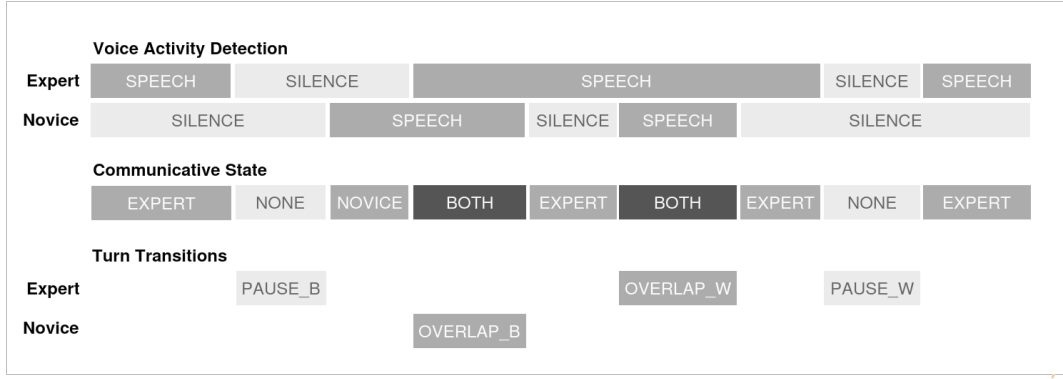 Voice Activity Detection
Expert SPEECH SILENCE SPEECH SILENCE SPEECH
Novice SILENCE SPEECH SILENCE SPEECH SILENCE
Communicative State
EXPERT NONE NOVICE BOTH EXPERT BOTH EXPERT NONE EXPERT
Turn Transitions
Expert PAUSE_B OVERLAP_W PAUSE_W
Novice OVERLAP_B